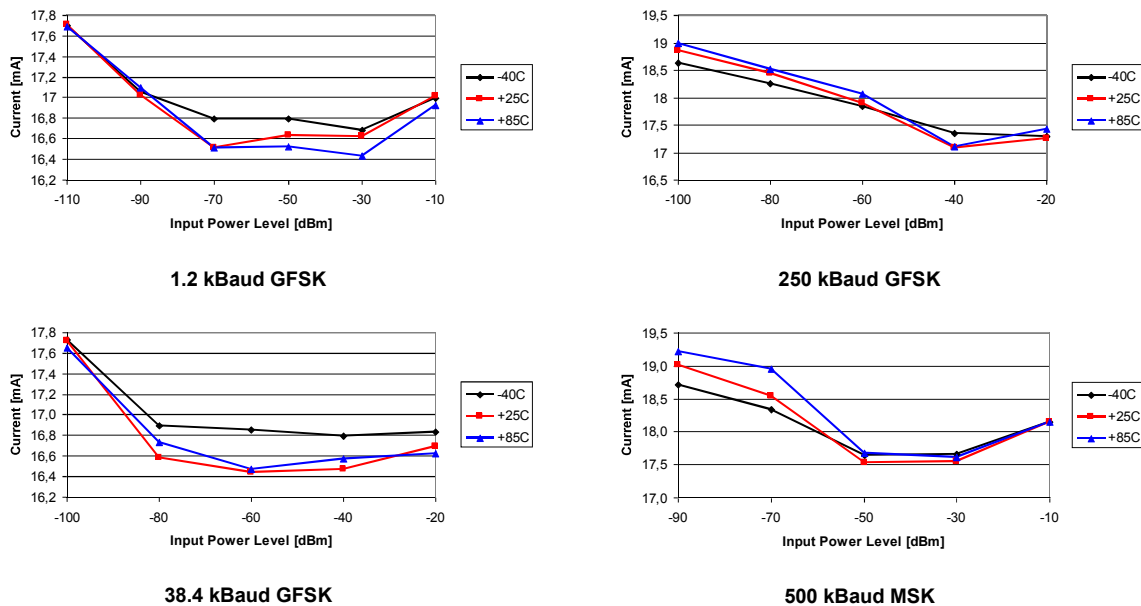 17,8
17,6
17,4
17,2
17
16,8
16,6
16,4
16,2
Current [mA]
-110 -90 -70 -50 -30 -10
Input Power Level [dBm]
-40C
+25C
+85C
1.2 kBaud GFSK
19,5
19
18,5
18
17,5
17
16,5
Current [mA]
-100 -80 -60 -40 -20
Input Power Level [dBm]
-40C
+25C
+85C
250 kBaud GFSK
17,8
17,6
17,4
17,2
17,0
16,8
16,6
16,4
16,2
Current [mA]
-100 -80 -60 -40 -20
Input Power Level [dBm]
-40C
+25C
+85C
38.4 kBaud GFSK
19,5
19,0
18,5
18,0
17,5
17,0
Current [mA]
-90 -70 -50 -30 -10
Input Power Level [dBm]
-40C
+25C
+85C
500 kBaud MSK